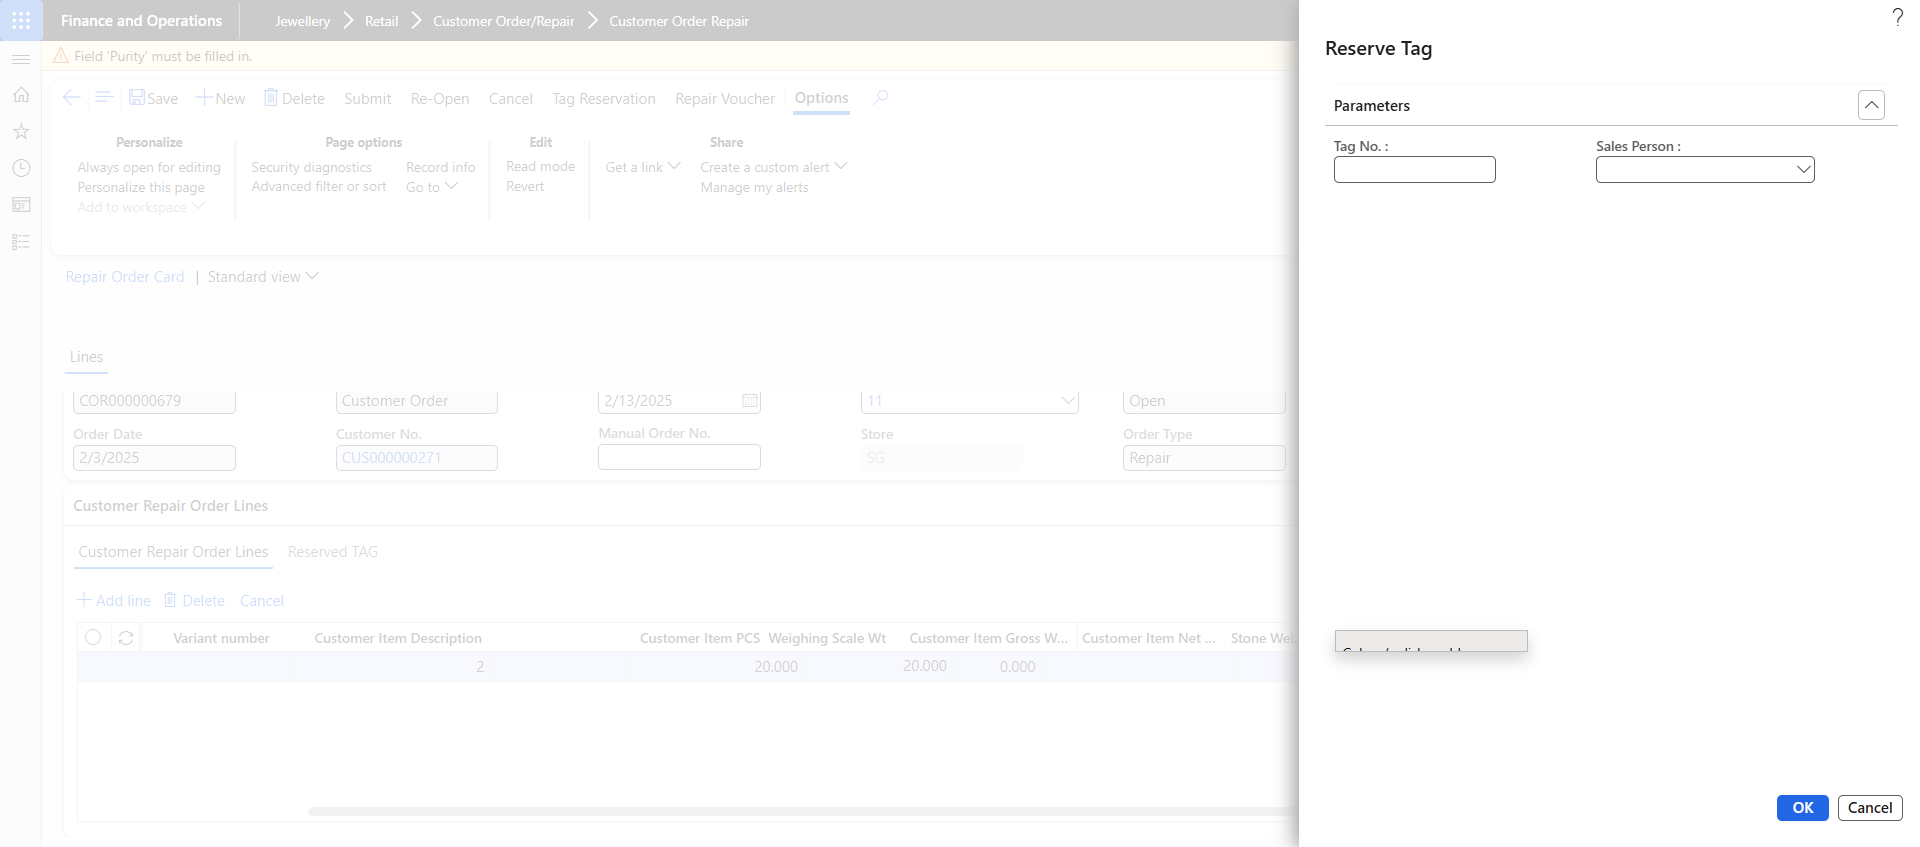 Finance and Operations
Jewellery Retail Customer Order/Repair Customer Order Repair
Field 'Purity' must be filled in.
Save New Delete Submit Re-Open Cancel Tag Reservation Repair Voucher Options
Personalize
Always open for editing
Personalize this page
Add to workspace
Page options
Security diagnostics
Advanced filter or sort
Record info
Go to
Edit
Read mode
Revert
Share
Get a link
Create a custom alert
Manage my alerts
Repair Order Card | Standard view
Lines
COR000000679 Customer Order 2/13/2025 11 Open
Order Date Customer No. Manual Order No. Store Order Type
2/3/2025 CUS000000271 SG Repair
Customer Repair Order Lines
Customer Repair Order Lines Reserved TAG
Add line Delete Cancel
Variant number Customer Item Description Customer Item PCS Weighing Scale Wt Customer Item Gross W... Customer Item Net ... Stone Wei
2 20.000 20.000 0.000
?
Reserve Tag
Parameters
Tag No. : Sales Person :
OK Cancel